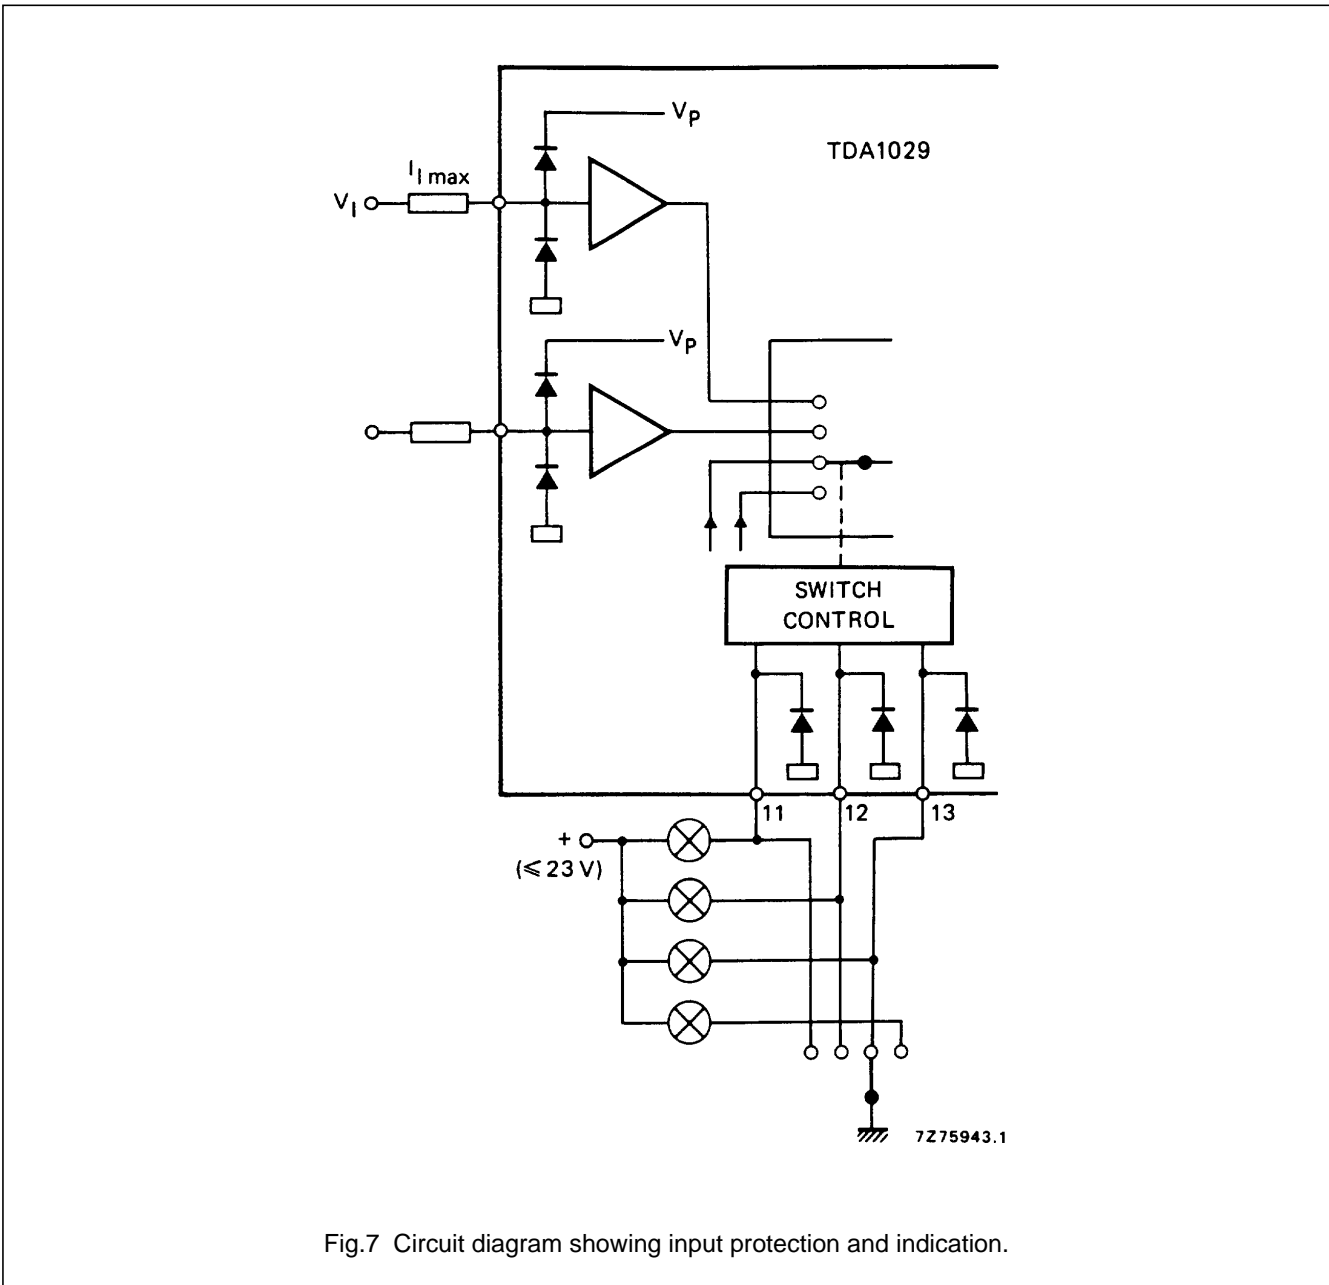 V_P
TDA1029
I_I max
V_I
V_P
SWITCH
CONTROL
11
12
13
+
(≤ 23 V)
7Z75943.1
Fig.7 Circuit diagram showing input protection and indication.